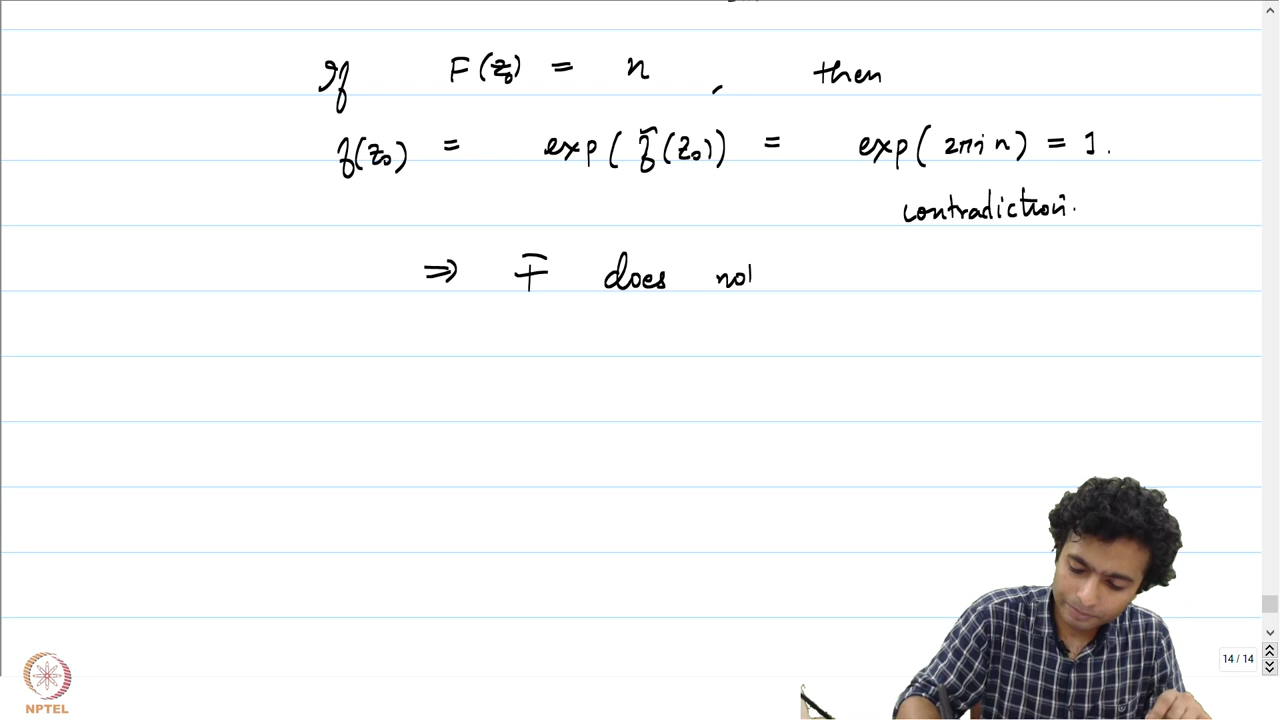 If F(z₀) = n , then
f(z₀) = exp( f̃(z₀)) = exp( 2πi n) = 1.
contradiction.
⇒ F does not
14 / 14
NPTEL